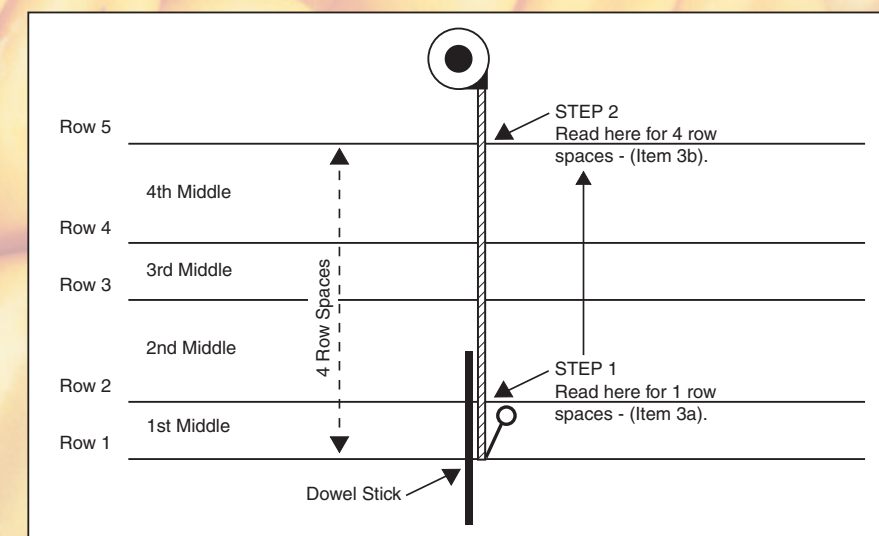 STEP 2
Row 5
Read here for 4 row
spaces - (Item 3b).
4th Middle
Row 4
3rd Middle
Row 3
4 Row Spaces
2nd Middle
STEP 1
Row 2
Read here for 1 row
spaces - (Item 3a).
1st Middle
Row 1
Dowel Stick